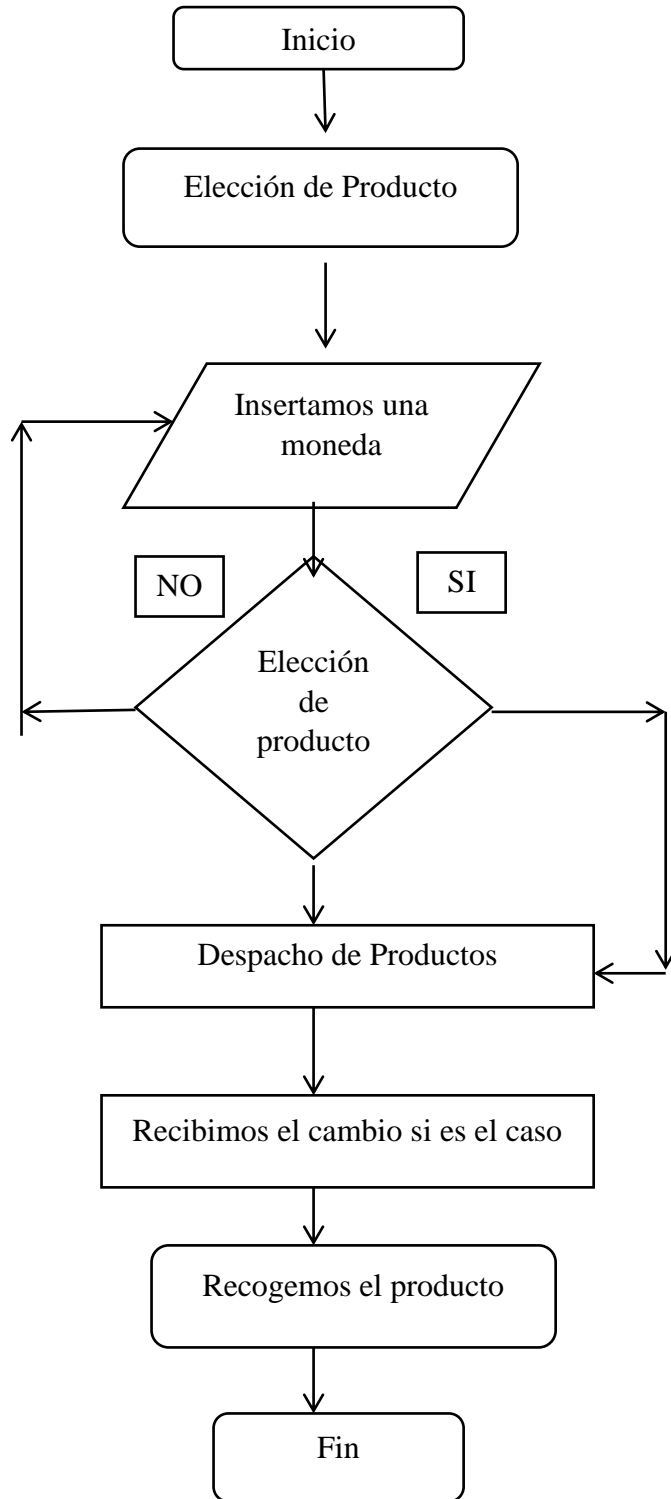 Inicio
Elección de Producto
Insertamos una
moneda
NO
SI
Elección
de
producto
Despacho de Productos
Recibimos el cambio si es el caso
Recogemos el producto
Fin